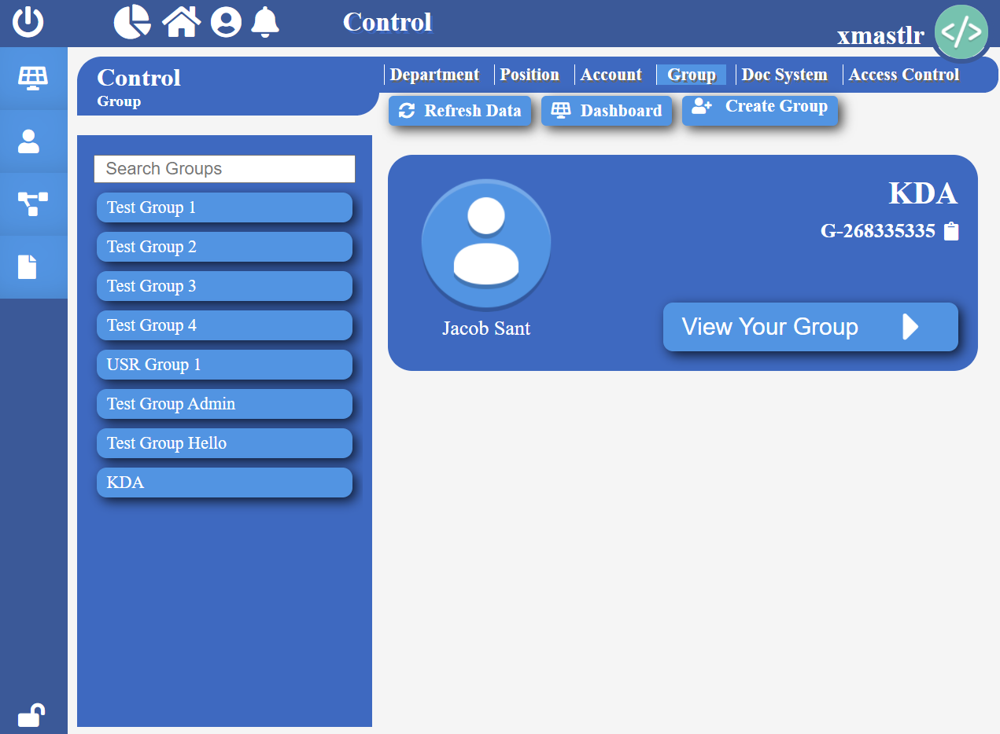 Control
xmastlr
</>
Control
Group
Department
Position
Account
Group
Doc System
Access Control
Refresh Data
Dashboard
Create Group
Search Groups
Test Group 1
Test Group 2
Test Group 3
Test Group 4
USR Group 1
Test Group Admin
Test Group Hello
KDA
KDA
G-268335335
Jacob Sant
View Your Group